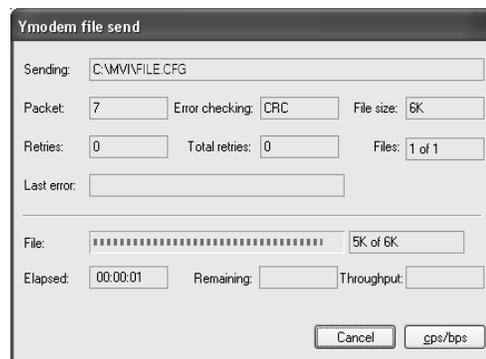 Ymodem file send
Sending: C:\MVI\FILE.CFG
Packet: 7 Error checking: CRC File size: 6K
Retries: 0 Total retries: 0 Files: 1 of 1
Last error:
File: 5K of 6K
Elapsed: 00:00:01 Remaining: Throughput:
Cancel cps/bps